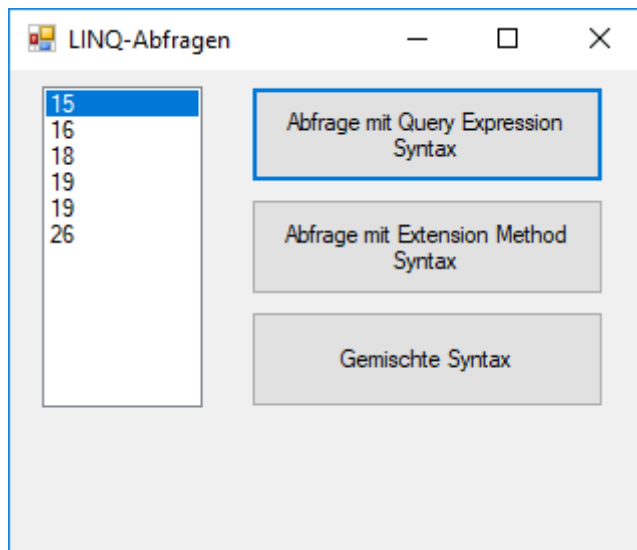 LINQ-Abfragen
15
16
18
19
19
26
Abfrage mit Query Expression
Syntax
Abfrage mit Extension Method
Syntax
Gemischte Syntax